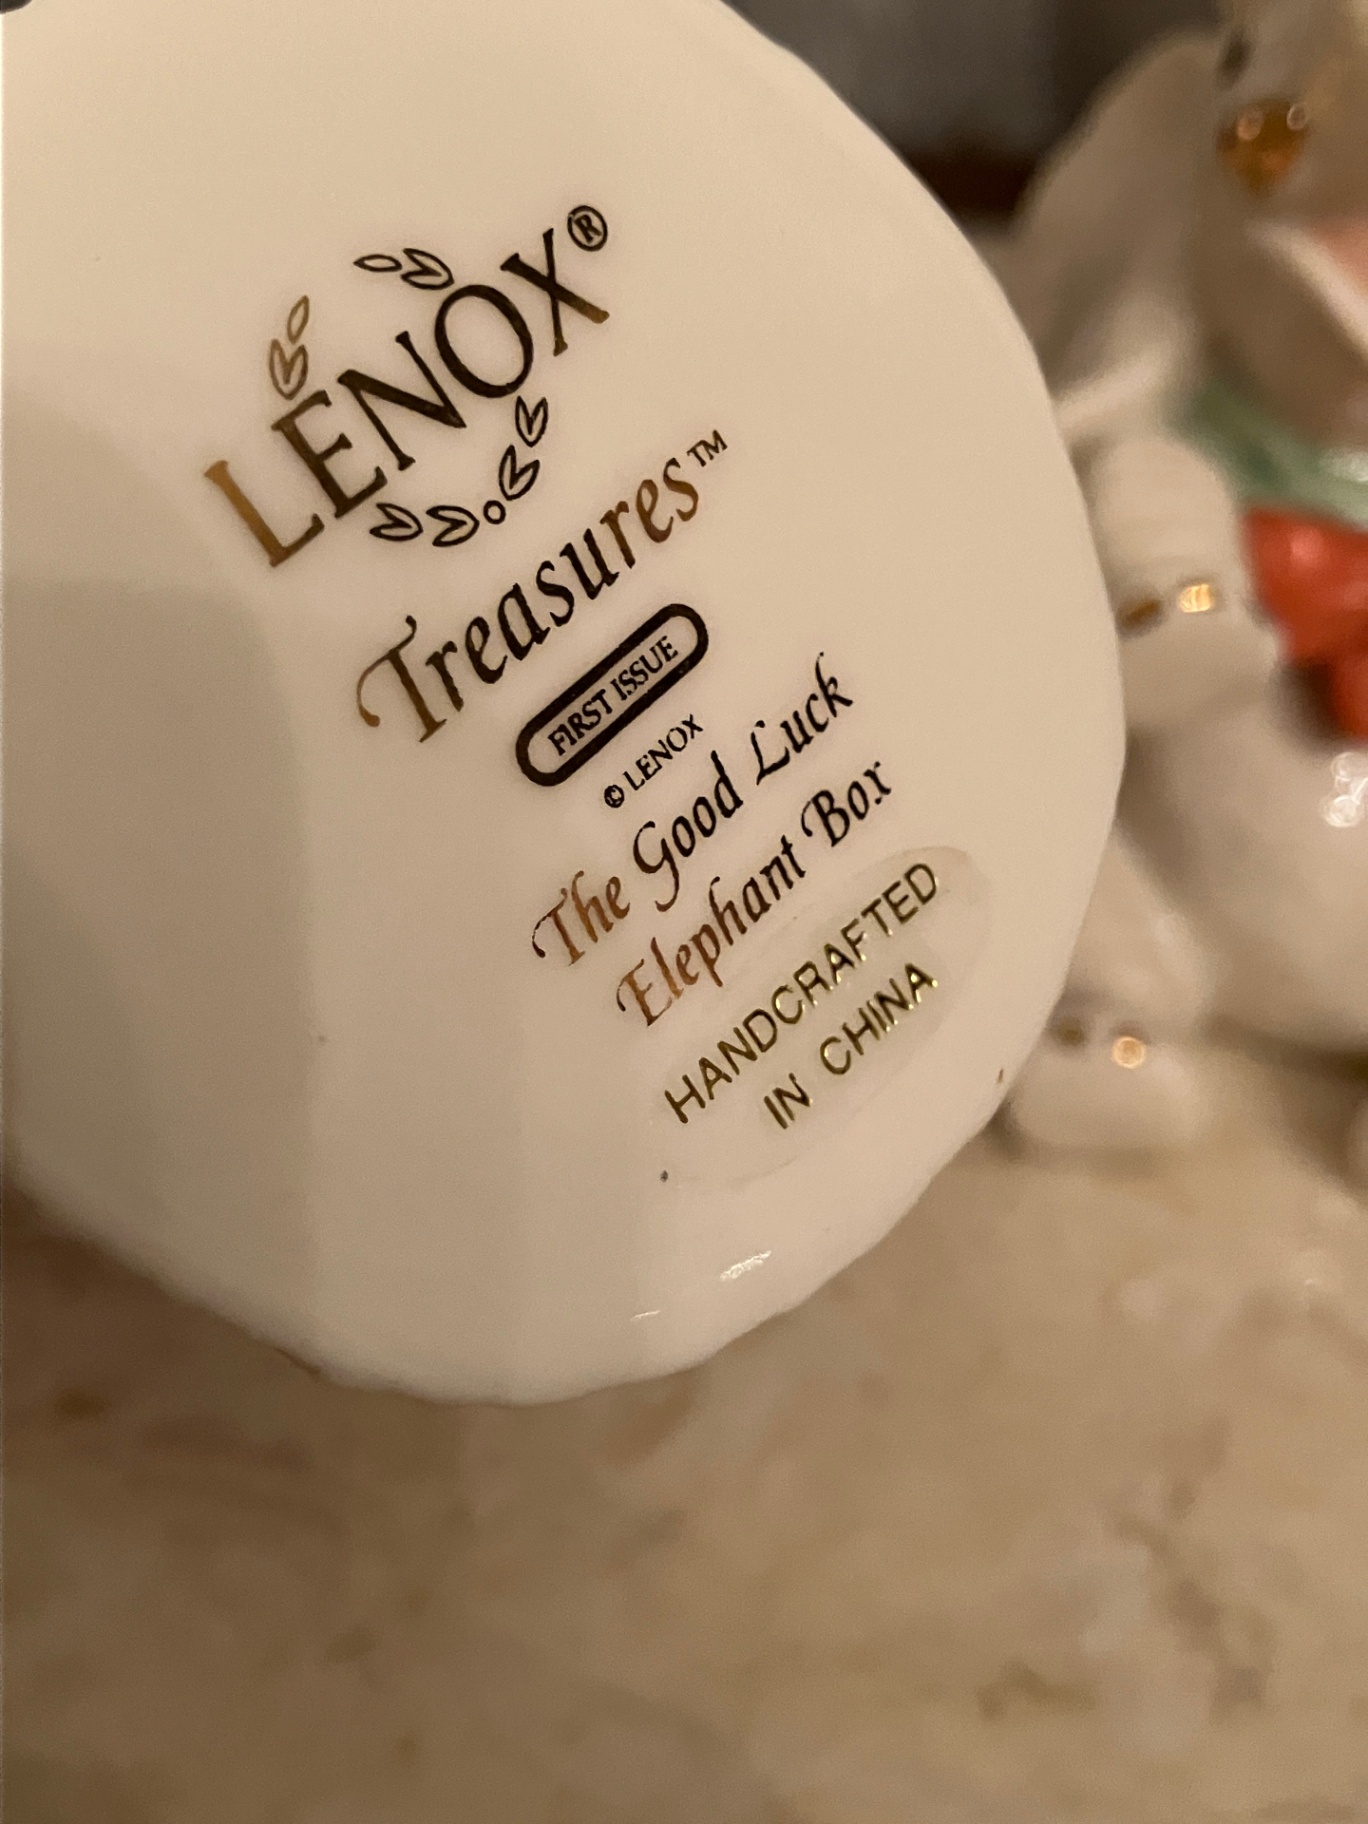 LENOX®
Treasures™
FIRST ISSUE
© LENOX
The Good Luck
Elephant Box
HANDCRAFTED
IN CHINA